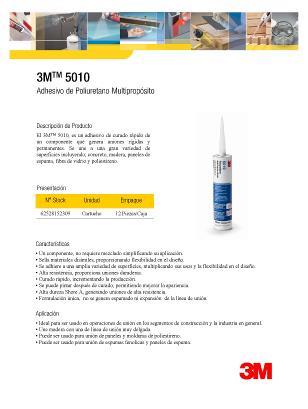 3M™ 5010
Adhesivo de Poliuretano Multipropósito
Descripción de Producto
El 3M™ 5010, es un adhesivo de curado rápido de
un componente que genera uniones rígidas y
permanentes. Se une a una gran variedad de
superficies incluyendo; concreto, madera, paneles de
espuma, fibra de vidrio y poliestireno.
Presentación
N° Stock Unidad Empaque
62528152309 Cartucho 12 Piezas/Caja
3M
5010
Características
• Un componente, no requiere mezclado simplificando su aplicación.
• Sella materiales disímiles, proporcionando flexibilidad en el diseño.
• Se adhiere a una amplia variedad de superficies, multiplicando sus usos y la flexibilidad en el diseño.
• Alta resistencia, proporciona uniones duraderas.
• Curado rápido, incrementando la producción.
• Se puede pintar después de curado, permitiendo mejorar la apariencia.
• Alta dureza Shore A, generando uniones de alta resistencia.
• Formulación única, no se genera espumado ni expansión de la línea de unión.
Aplicación
• Ideal para ser usado en operaciones de unión en los segmentos de construcción y la industria en general.
• Une madera con una de línea de unión muy delgada.
• Puede ser usado para unión de paneles y molduras de poliestireno.
• Puede ser usado para unión de espumas fenólicas y paneles de espuma.
3M